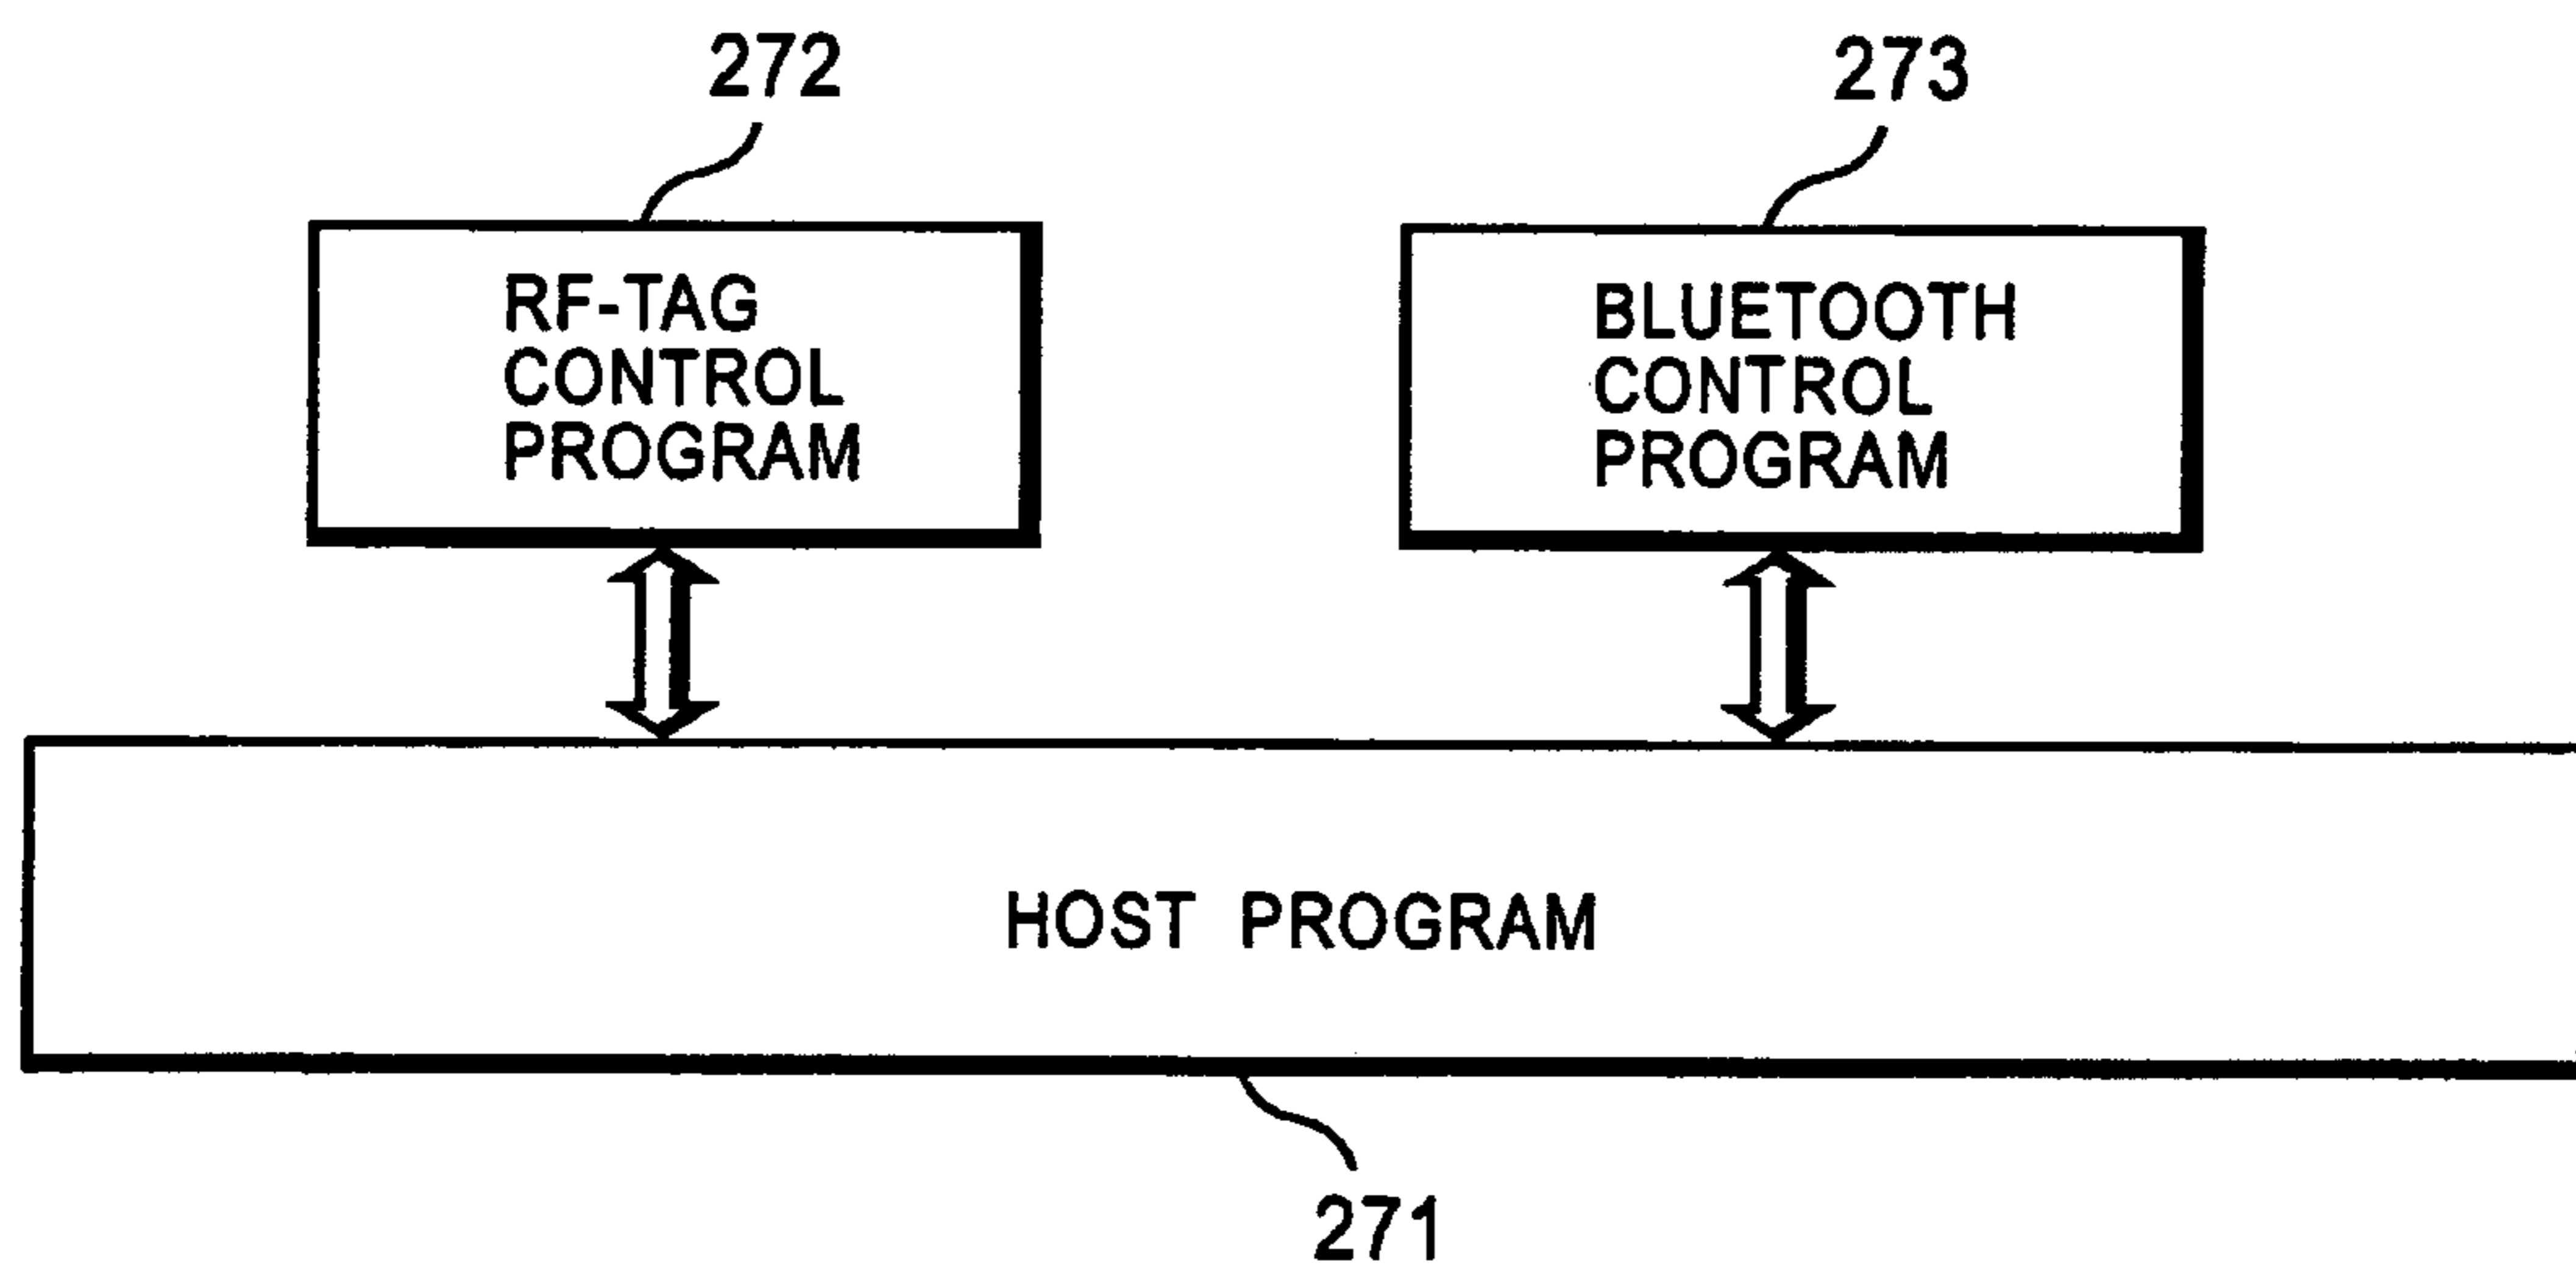 272
273
RF-TAG
CONTROL
PROGRAM
BLUETOOTH
CONTROL
PROGRAM
HOST PROGRAM
271